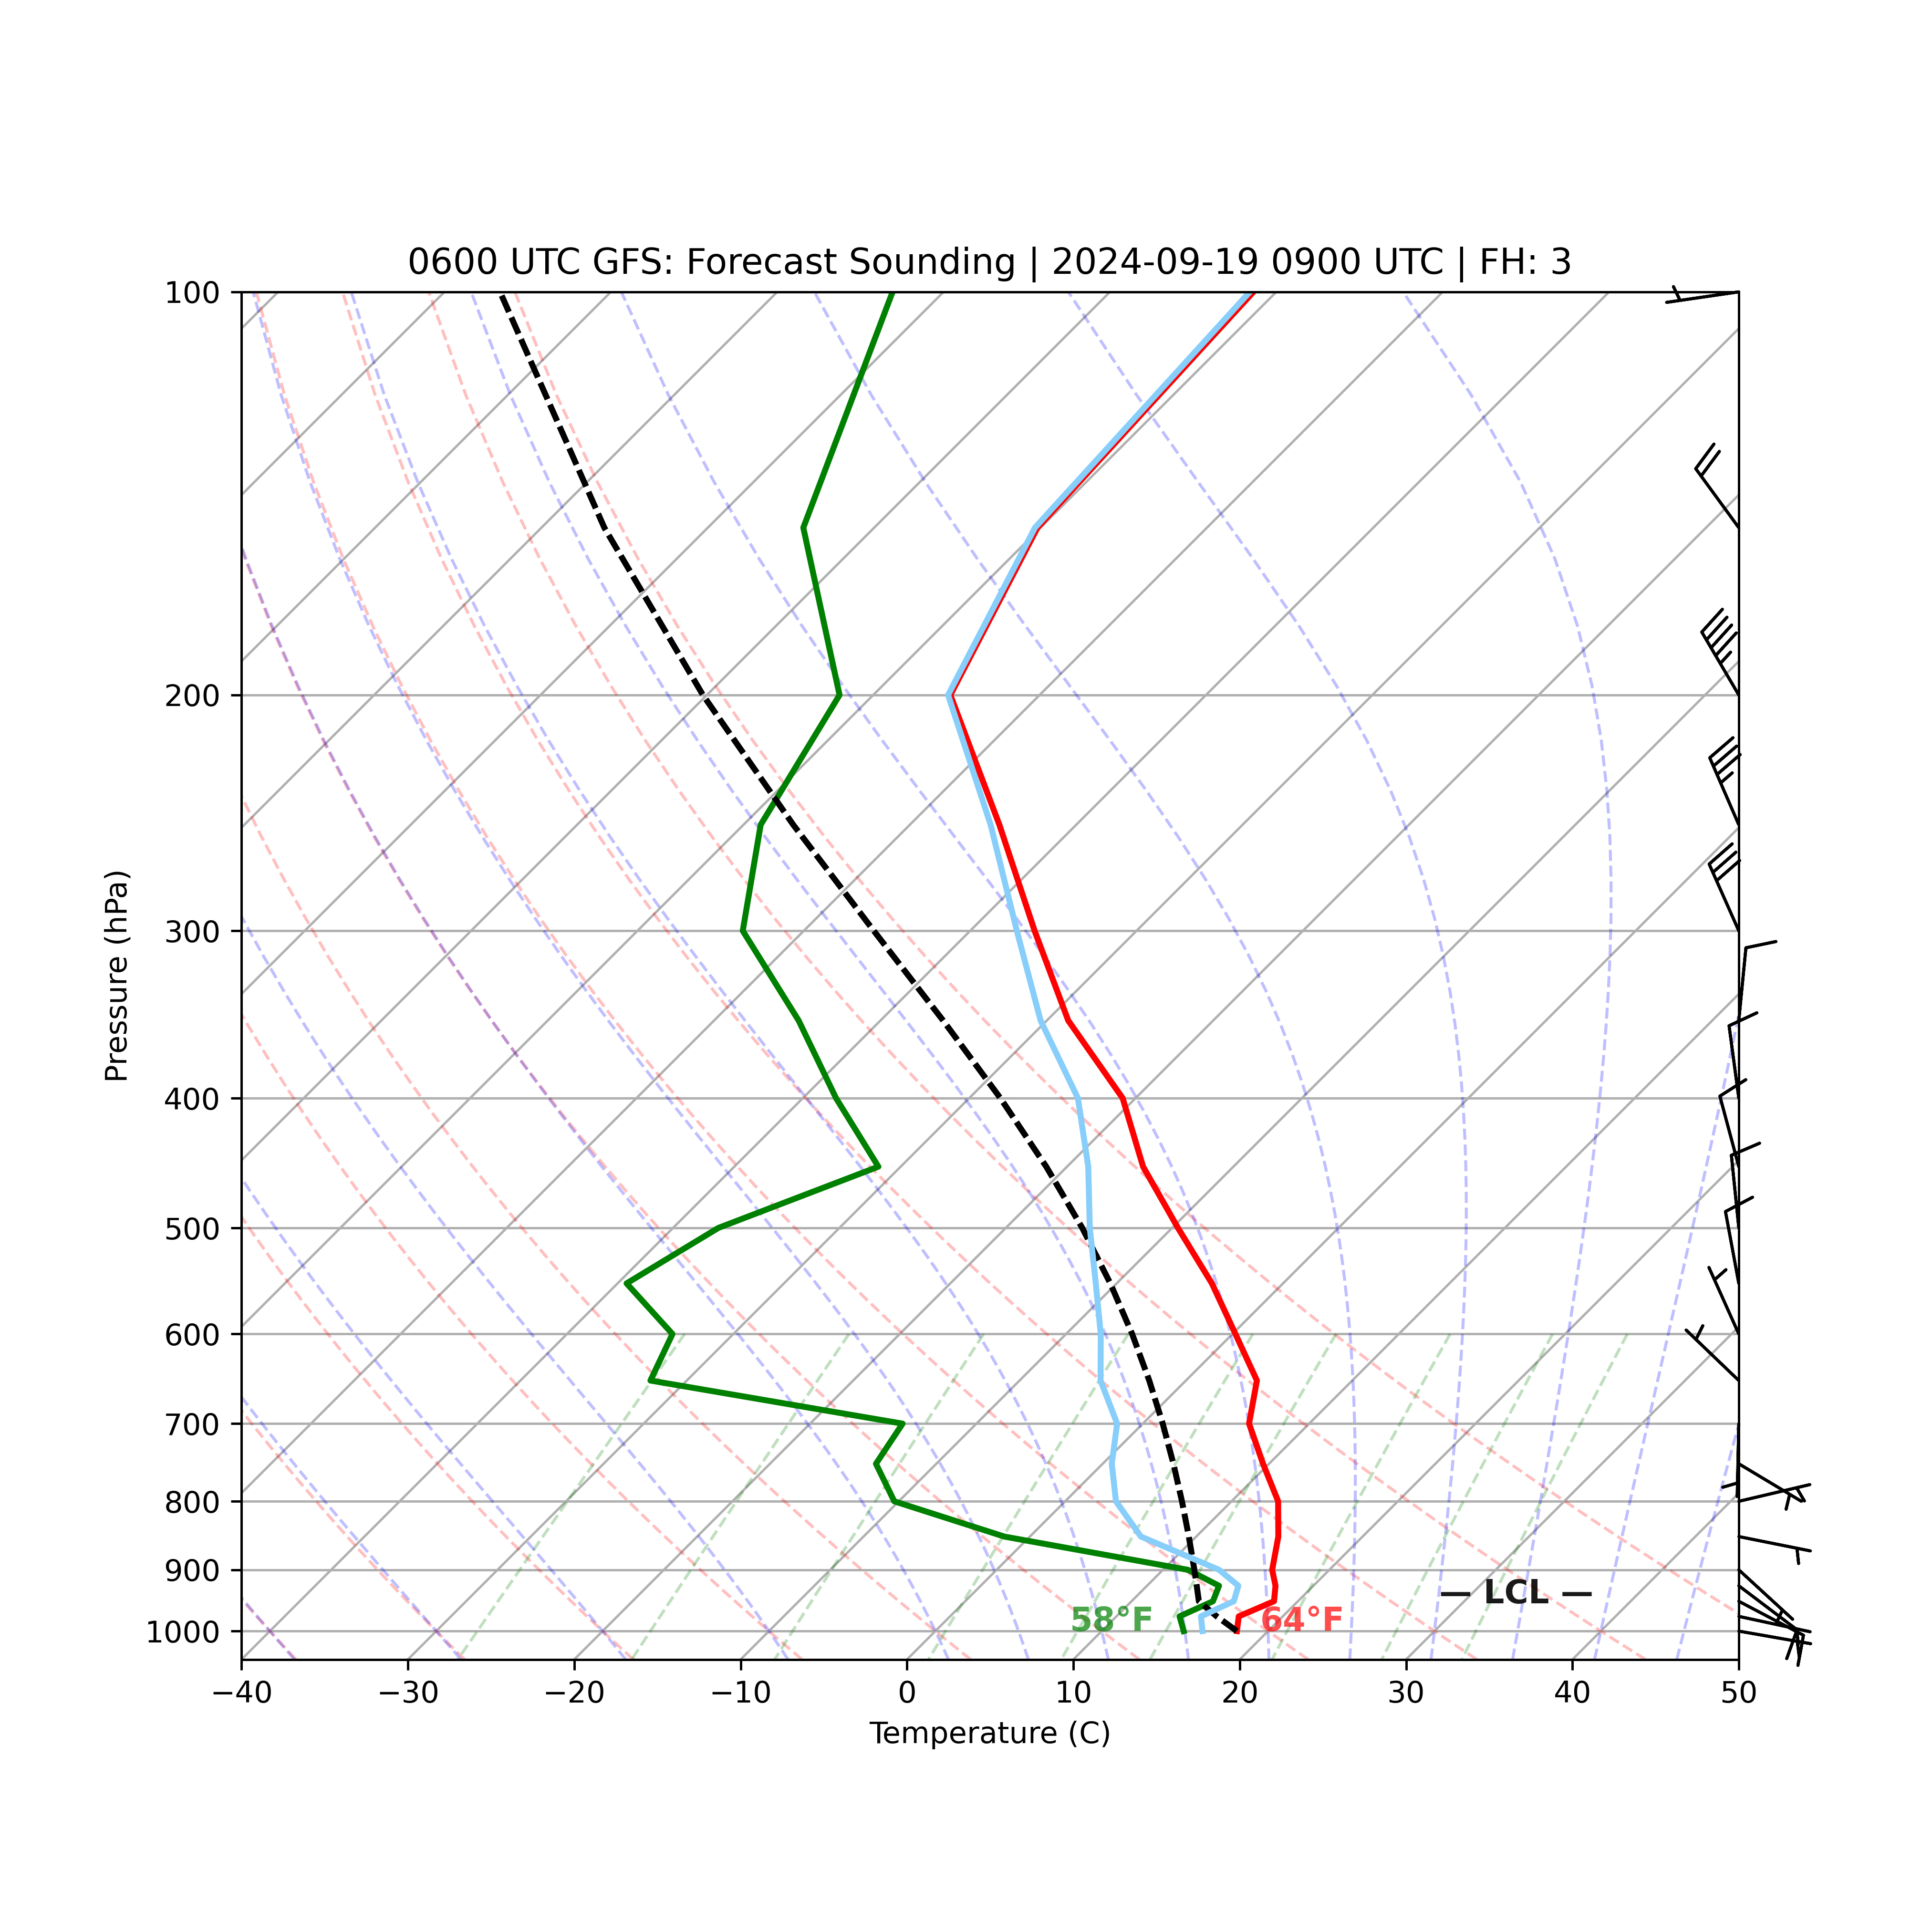 0600 UTC GFS: Forecast Sounding | 2024-09-19 0900 UTC | FH: 3
100
200
300
400
500
600
700
800
900
1000
Pressure (hPa)
— LCL —
58°F
64°F
−40 −30 −20 −10 0 10 20 30 40 50
Temperature (C)